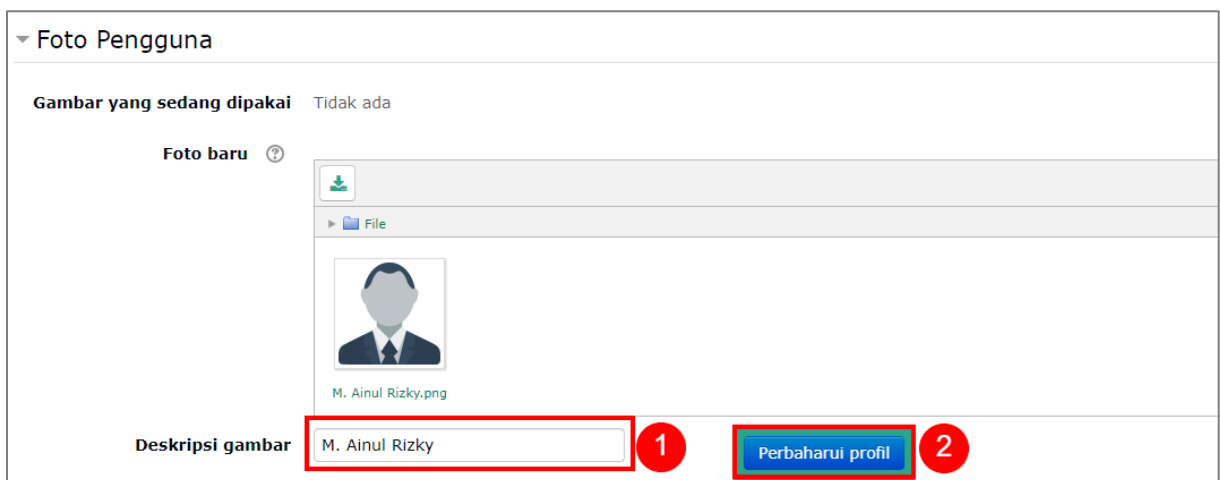 Foto Pengguna
Gambar yang sedang dipakai Tidak ada
Foto baru ?
File
M. Ainul Rizky.png
Deskripsi gambar M. Ainul Rizky 1 Perbaharui profil 2